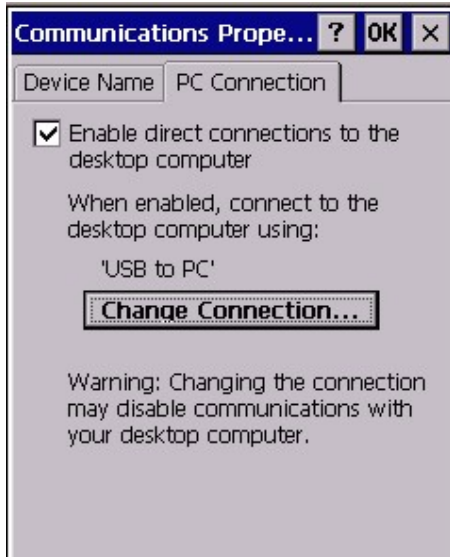 Communications Prope... ? OK ×
Device Name PC Connection
Enable direct connections to the
desktop computer
When enabled, connect to the
desktop computer using:
'USB to PC'
Change Connection...
Warning: Changing the connection
may disable communications with
your desktop computer.